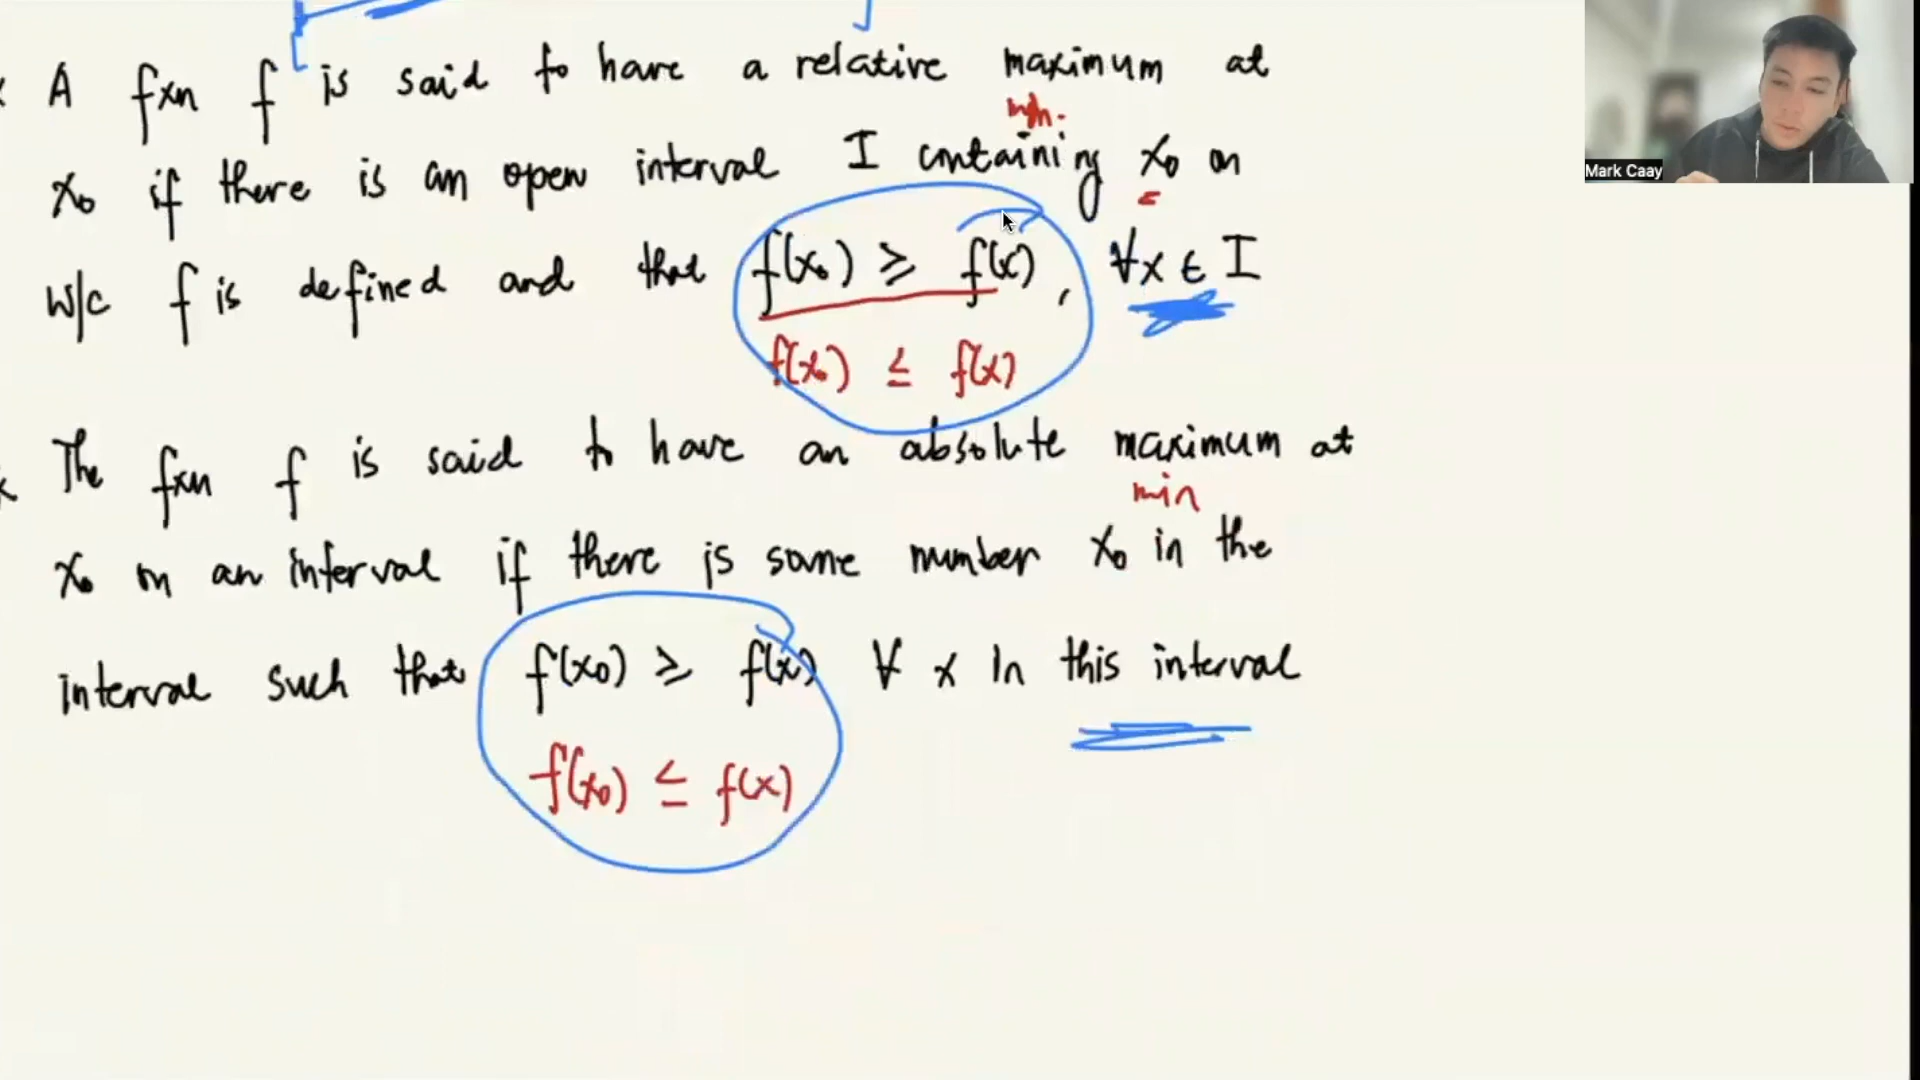 A fxn f is said to have a relative maximum at
min.
x₀ if there is an open interval I containing x₀ on
w/c f is defined and that f(x₀) ≥ f(x), ∀x ∈ I
f(x₀) ≤ f(x)
The fxn f is said to have an absolute maximum at
min
x₀ on an interval if there is some number x₀ in the
interval such that f(x₀) ≥ f(x) ∀ x in this interval
f(x₀) ≤ f(x)
Mark Caay